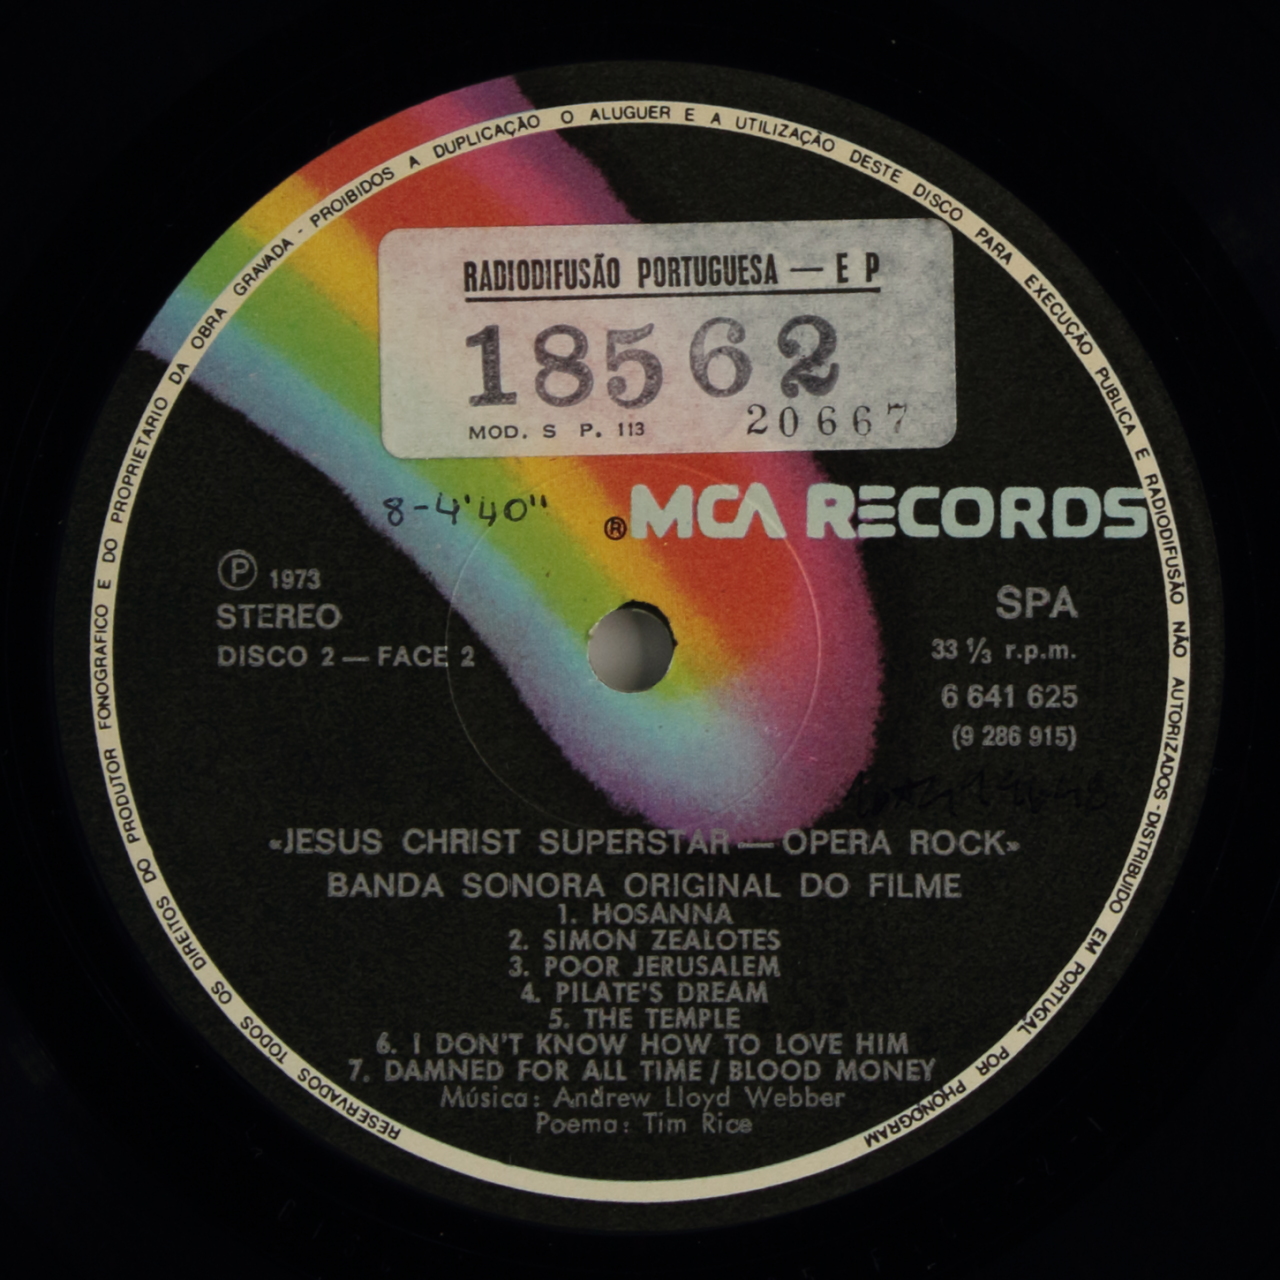 RESERVADOS TODOS OS DIREITOS DO PRODUTOR FONOGRAFICO E DO PROPRIETARIO DA OBRA GRAVADA - PROIBIDOS A DUPLICAÇÃO O ALUGUER E A UTILIZAÇÃO DESTE DISCO PARA EXECUÇÃO PUBLICA E RADIODIFUSÃO NÃO AUTORIZADOS - DISTRIBUIDO EM PORTUGAL POR PHONOGRAM
RADIODIFUSÃO PORTUGUESA — E P
18562
MOD. S P. 113 20667
8-4'40"
® MCA RECORDS
Ⓟ 1973
STEREO
DISCO 2 — FACE 2
SPA
33 ⅓ r.p.m.
6 641 625
(9 286 915)
«JESUS CHRIST SUPERSTAR — OPERA ROCK»
BANDA SONORA ORIGINAL DO FILME
1. HOSANNA
2. SIMON ZEALOTES
3. POOR JERUSALEM
4. PILATE'S DREAM
5. THE TEMPLE
6. I DON'T KNOW HOW TO LOVE HIM
7. DAMNED FOR ALL TIME / BLOOD MONEY
Música: Andrew Lloyd Webber
Poema: Tim Rice